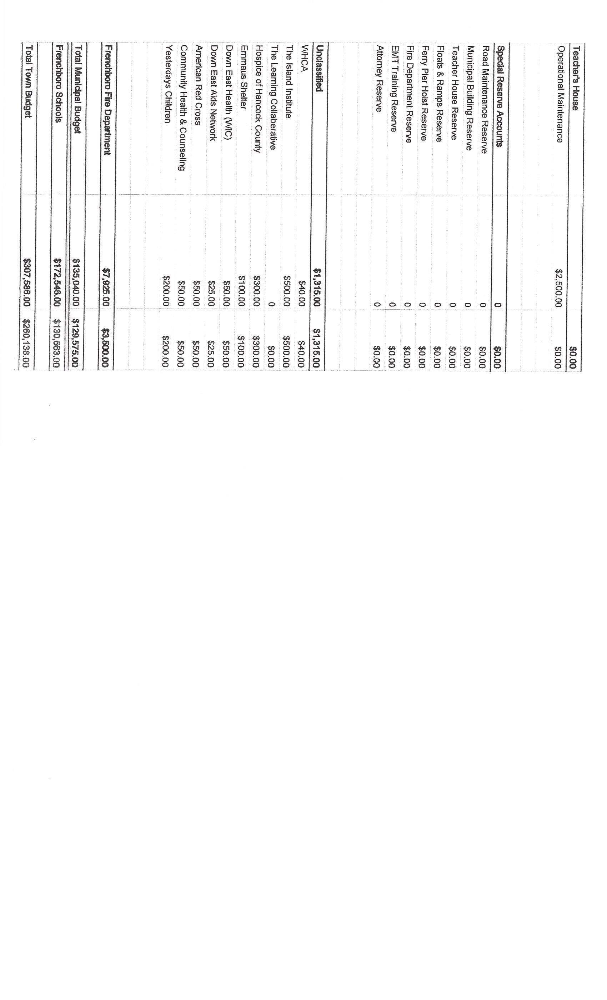 Teacher's House $0.00
Operational Maintenance $2,500.00 $0.00
Special Reserve Accounts 0 $0.00
Road Maintenance Reserve 0 $0.00
Municipal Building Reserve 0 $0.00
Teacher House Reserve 0 $0.00
Floats & Ramps Reserve 0 $0.00
Ferry Pier Hoist Reserve 0 $0.00
Fire Department Reserve 0 $0.00
EMT Training Reserve 0 $0.00
Attorney Reserve 0 $0.00
Unclassified $1,315.00 $1,315.00
WHCA $40.00 $40.00
The Island Institute $500.00 $500.00
The Learning Collaberative 0 $0.00
Hospice of Hancock County $300.00 $300.00
Emmaus Shelter $100.00 $100.00
Down East Health (WIC) $50.00 $50.00
Down East Aids Network $25.00 $25.00
American Red Cross $50.00 $50.00
Community Health & Counseling $50.00 $50.00
Yesterdays Children $200.00 $200.00
Frenchboro Fire Department $7,925.00 $3,500.00
Total Municipal Budget $135,040.00 $129,575.00
Frenchboro Schools $172,546.00 $130,563.00
Total Town Budget $307,586.00 $260,138.00